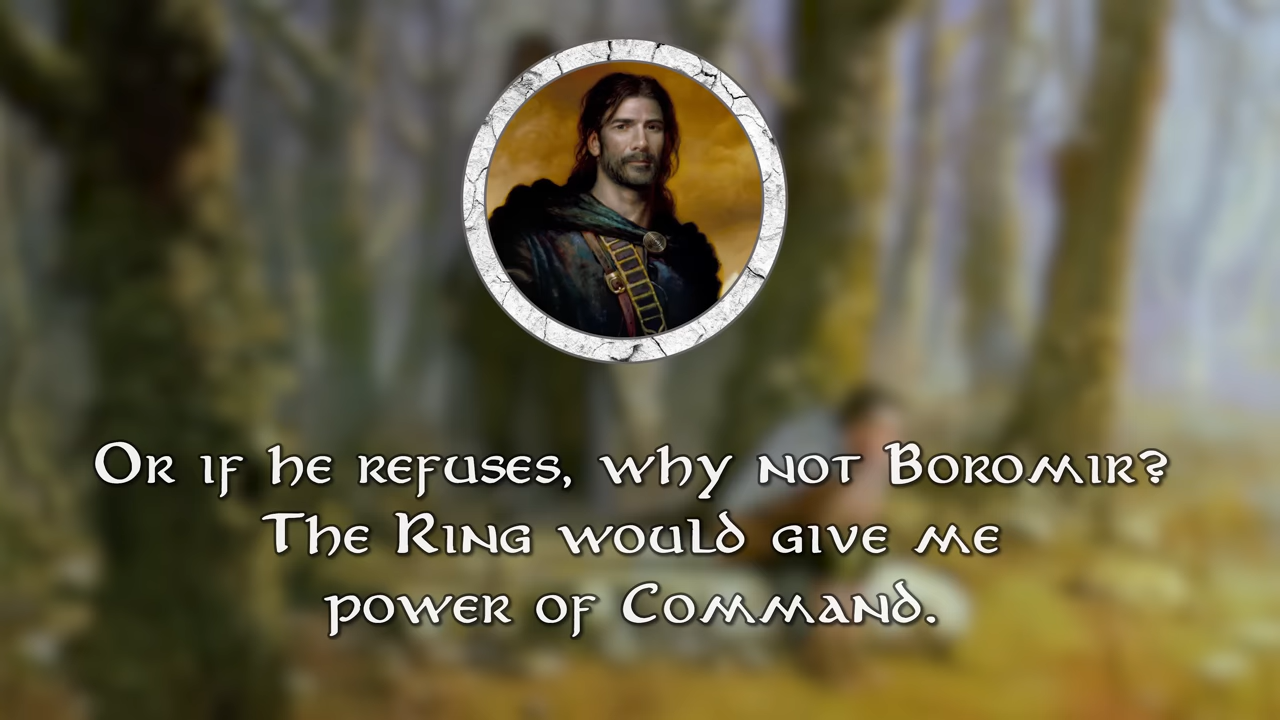 Or if he refuses, why not Boromir?
The Ring would give me
power of Command.